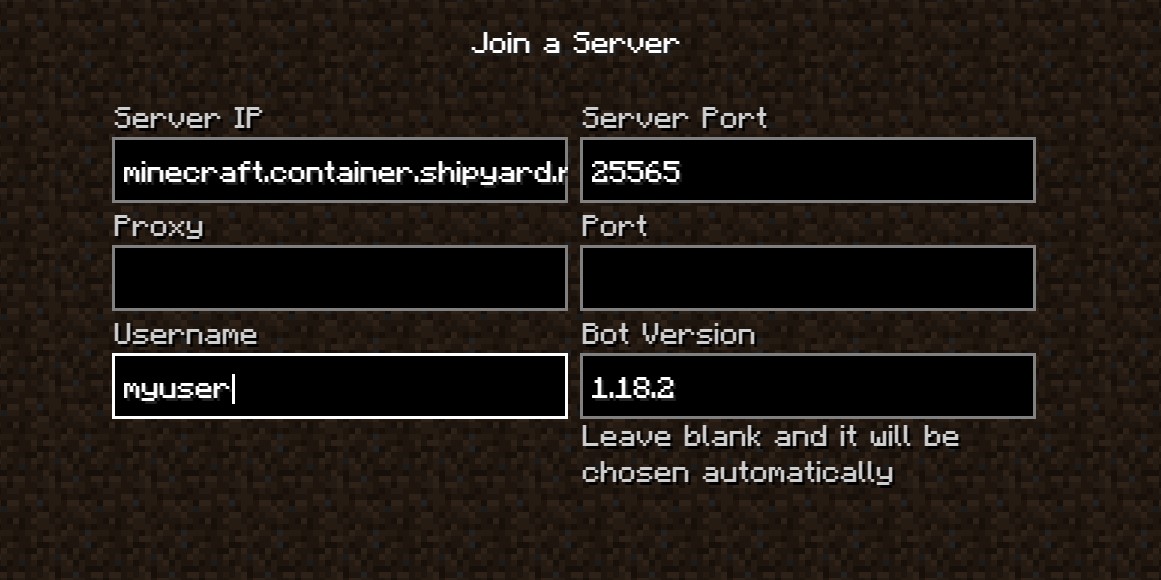 Join a Server
Server IP
Server Port
minecraft.container.shipyard.r
25565
Proxy
Port
Username
Bot Version
myuser
1.18.2
Leave blank and it will be
chosen automatically